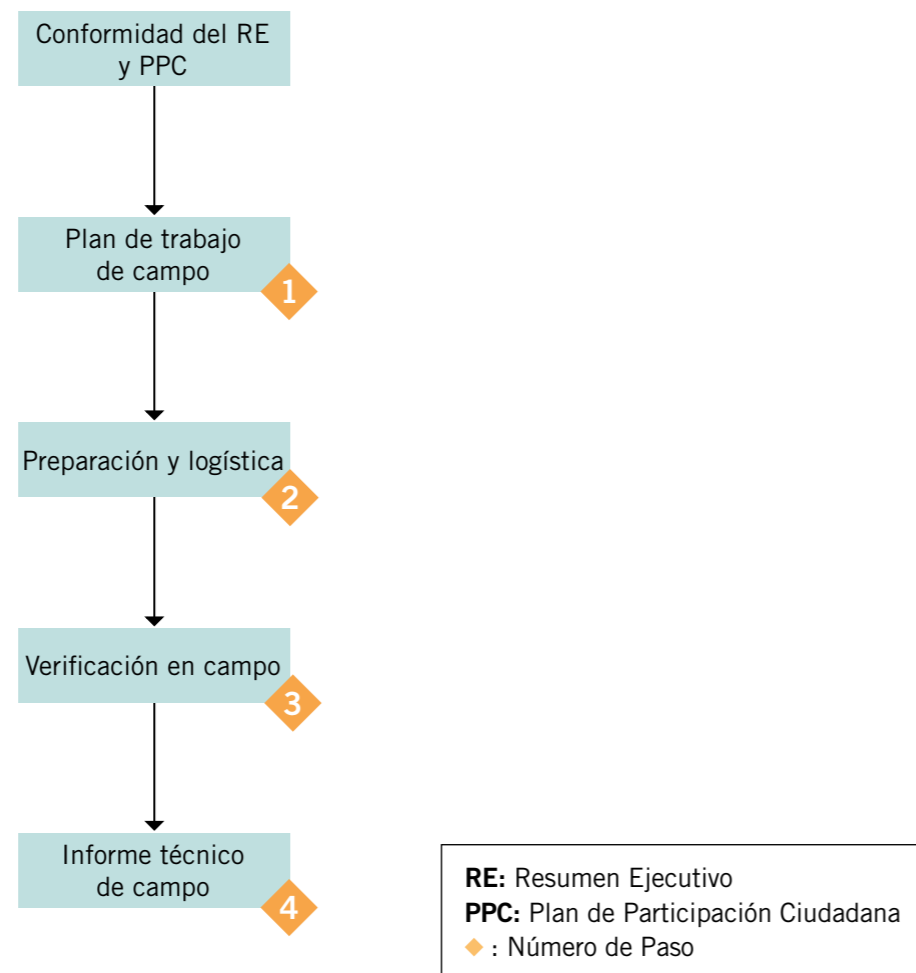 Conformidad del RE
y PPC
Plan de trabajo
de campo
1
Preparación y logística
2
Verificación en campo
3
Informe técnico
de campo
4
RE: Resumen Ejecutivo
PPC: Plan de Participación Ciudadana
◆ : Número de Paso